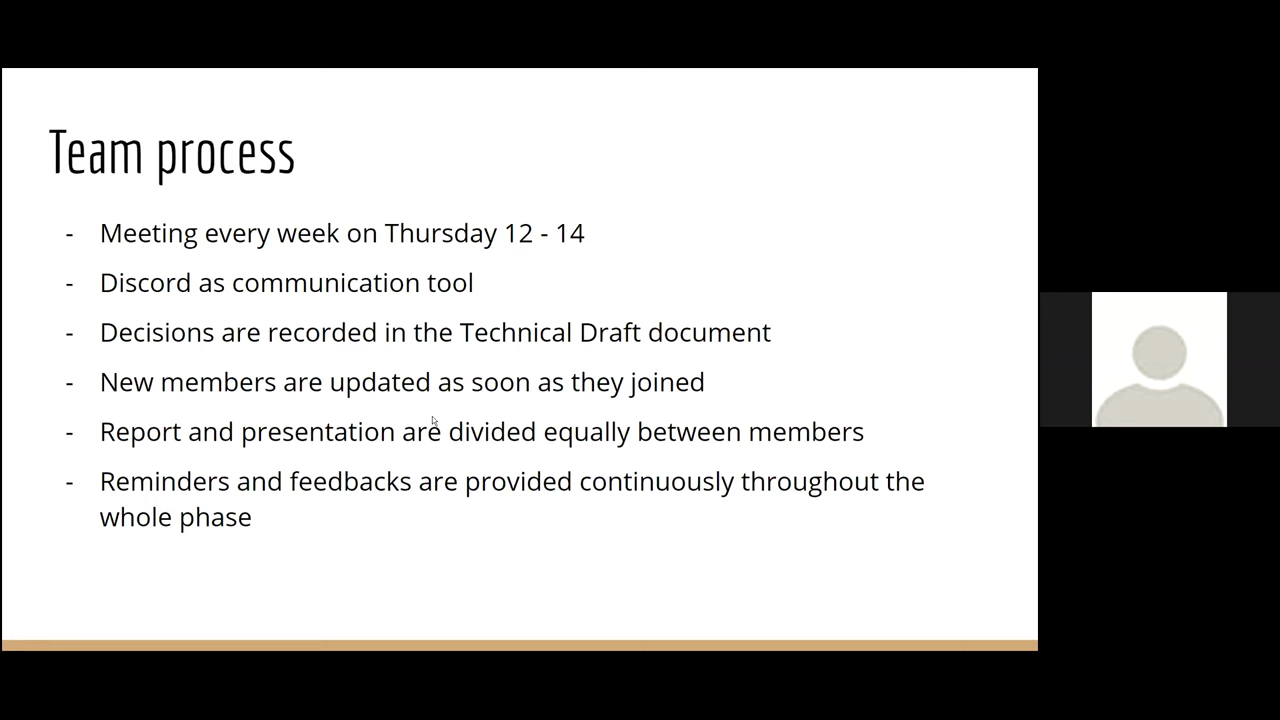 Team process
- Meeting every week on Thursday 12 - 14
- Discord as communication tool
- Decisions are recorded in the Technical Draft document
- New members are updated as soon as they joined
- Report and presentation are divided equally between members
- Reminders and feedbacks are provided continuously throughout the
whole phase